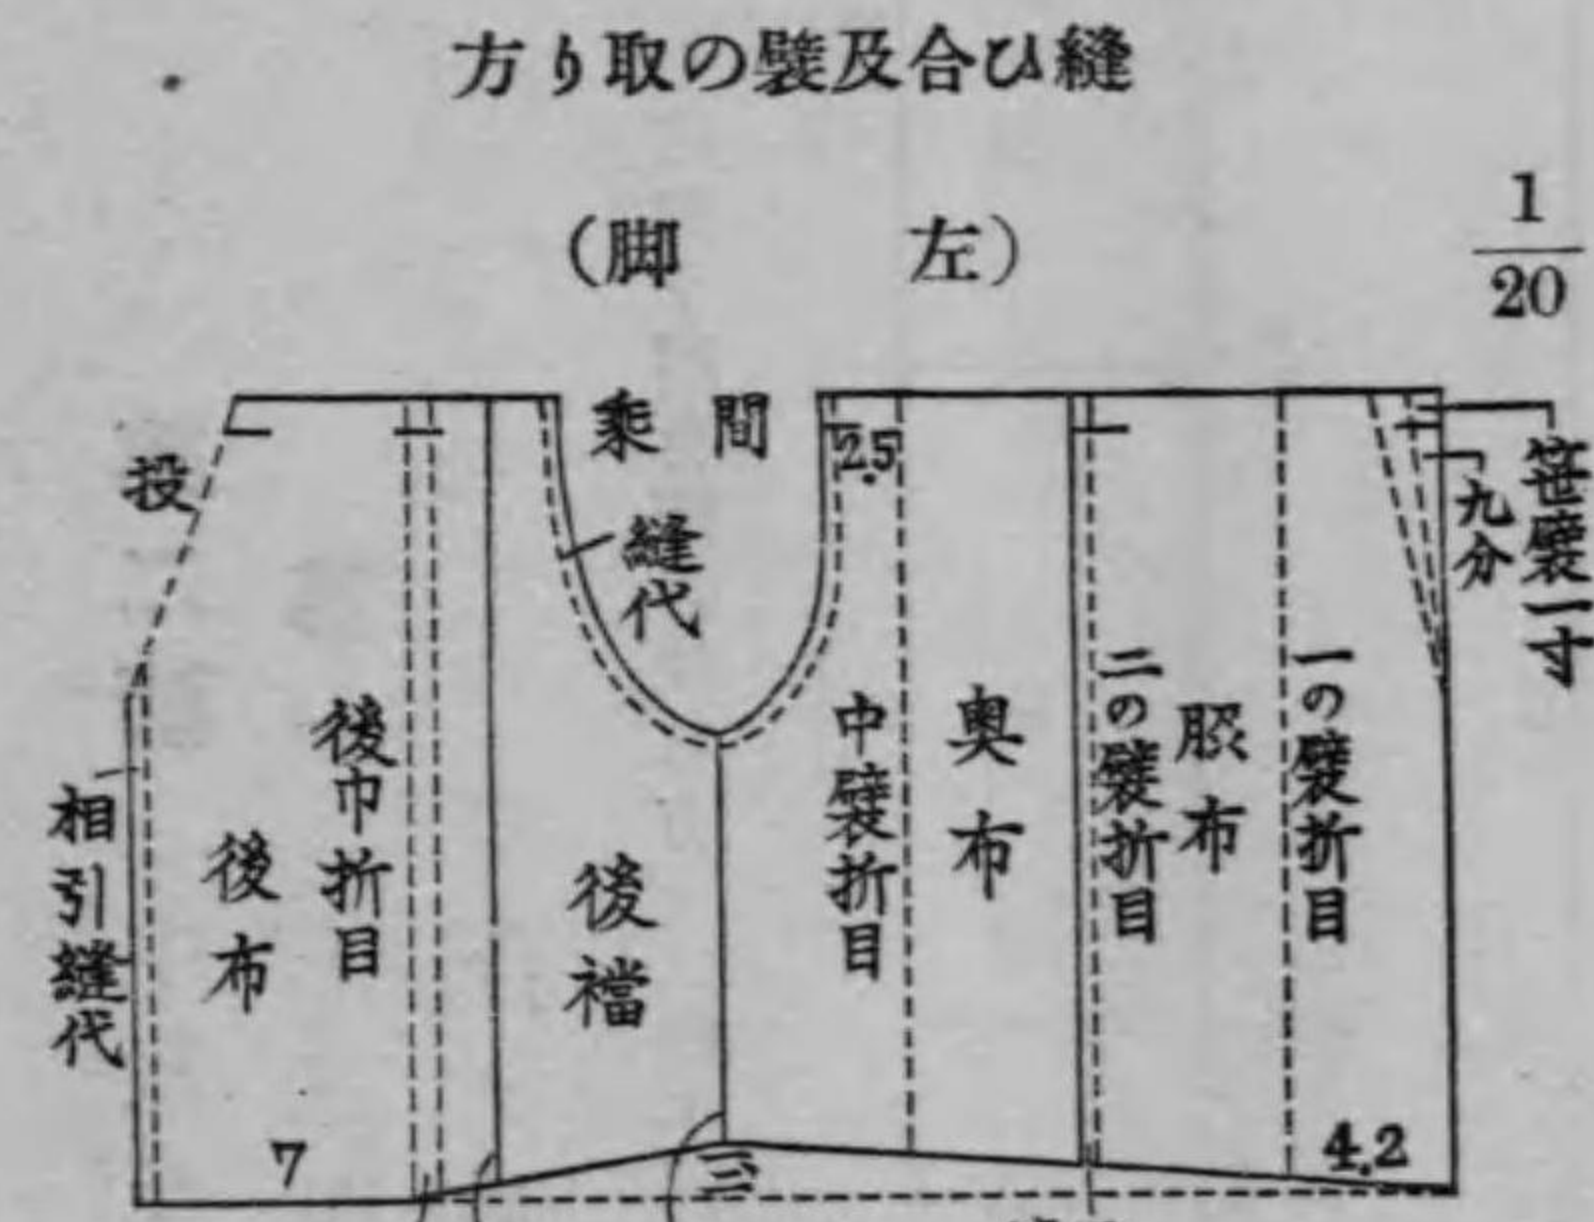 縫ひ合及襞の取り方
(左脚)
1/20
笹襞一寸
九分
一の襞折目
4.2
脵布
二の襞折目
奥布
2.5
中襞折目
乗間
縫代
後襠
後巾折目
後布
7
投
相引縫代